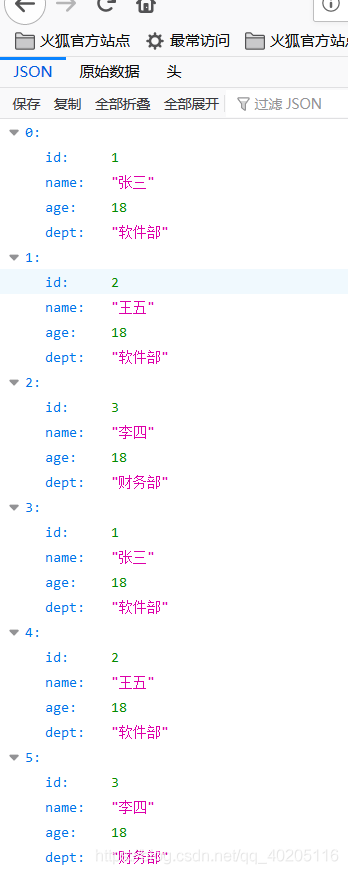 火狐官方站点 最常访问 火狐官方站点
JSON 原始数据 头
保存 复制 全部折叠 全部展开 过滤 JSON
0:
id: 1
name: "张三"
age: 18
dept: "软件部"
1:
id: 2
name: "王五"
age: 18
dept: "软件部"
2:
id: 3
name: "李四"
age: 18
dept: "财务部"
3:
id: 1
name: "张三"
age: 18
dept: "软件部"
4:
id: 2
name: "王五"
age: 18
dept: "软件部"
5:
id: 3
name: "李四"
age: 18
dept: "财务部"
https://blog.csdn.net/qq_40205116